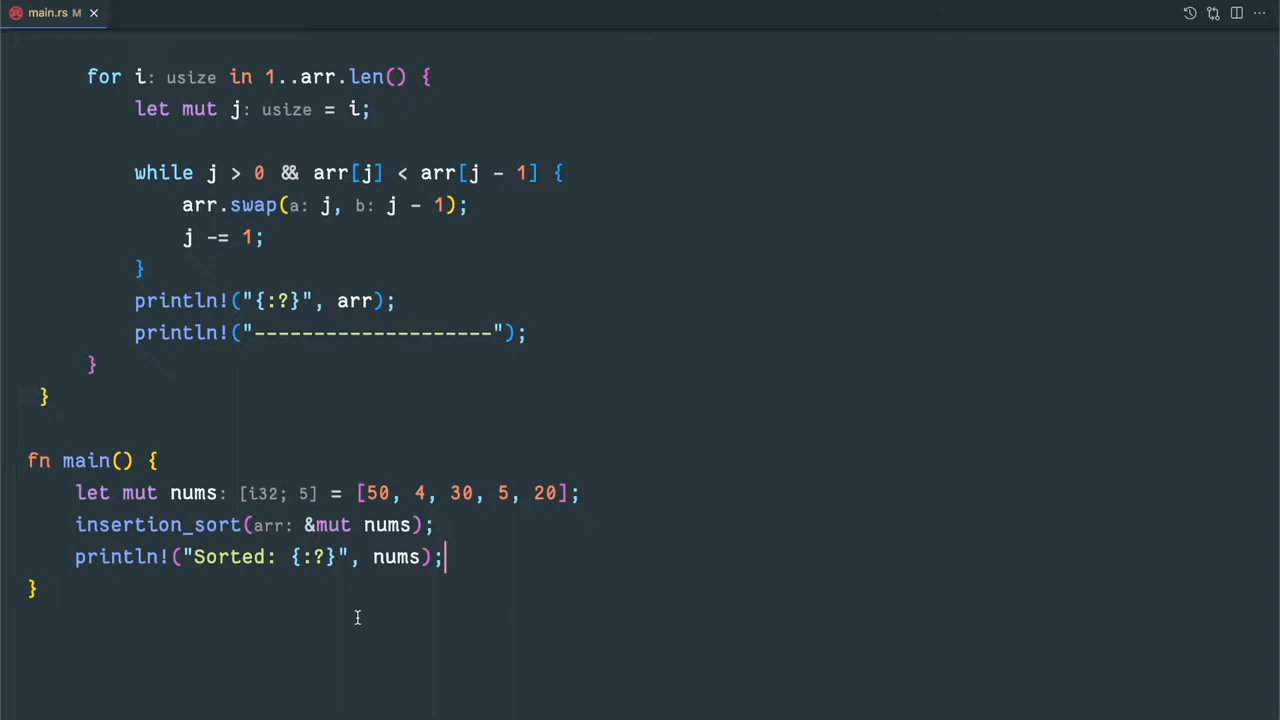 main.rs M
for i: usize in 1..arr.len() {
let mut j: usize = i;
while j > 0 && arr[j] < arr[j - 1] {
arr.swap(a: j, b: j - 1);
j -= 1;
}
println!("{:?}", arr);
println!("--------------------");
}
}
fn main() {
let mut nums: [i32; 5] = [50, 4, 30, 5, 20];
insertion_sort(arr: &mut nums);
println!("Sorted: {:?}", nums);
}